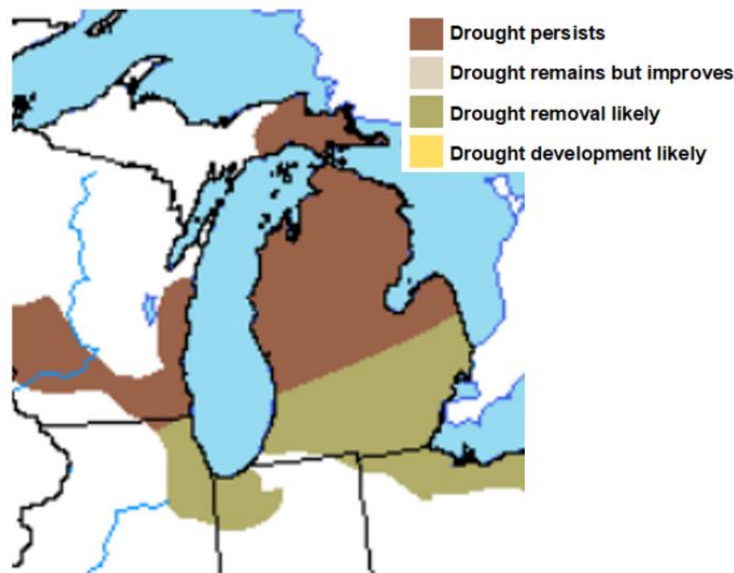 Drought persists
Drought remains but improves
Drought removal likely
Drought development likely